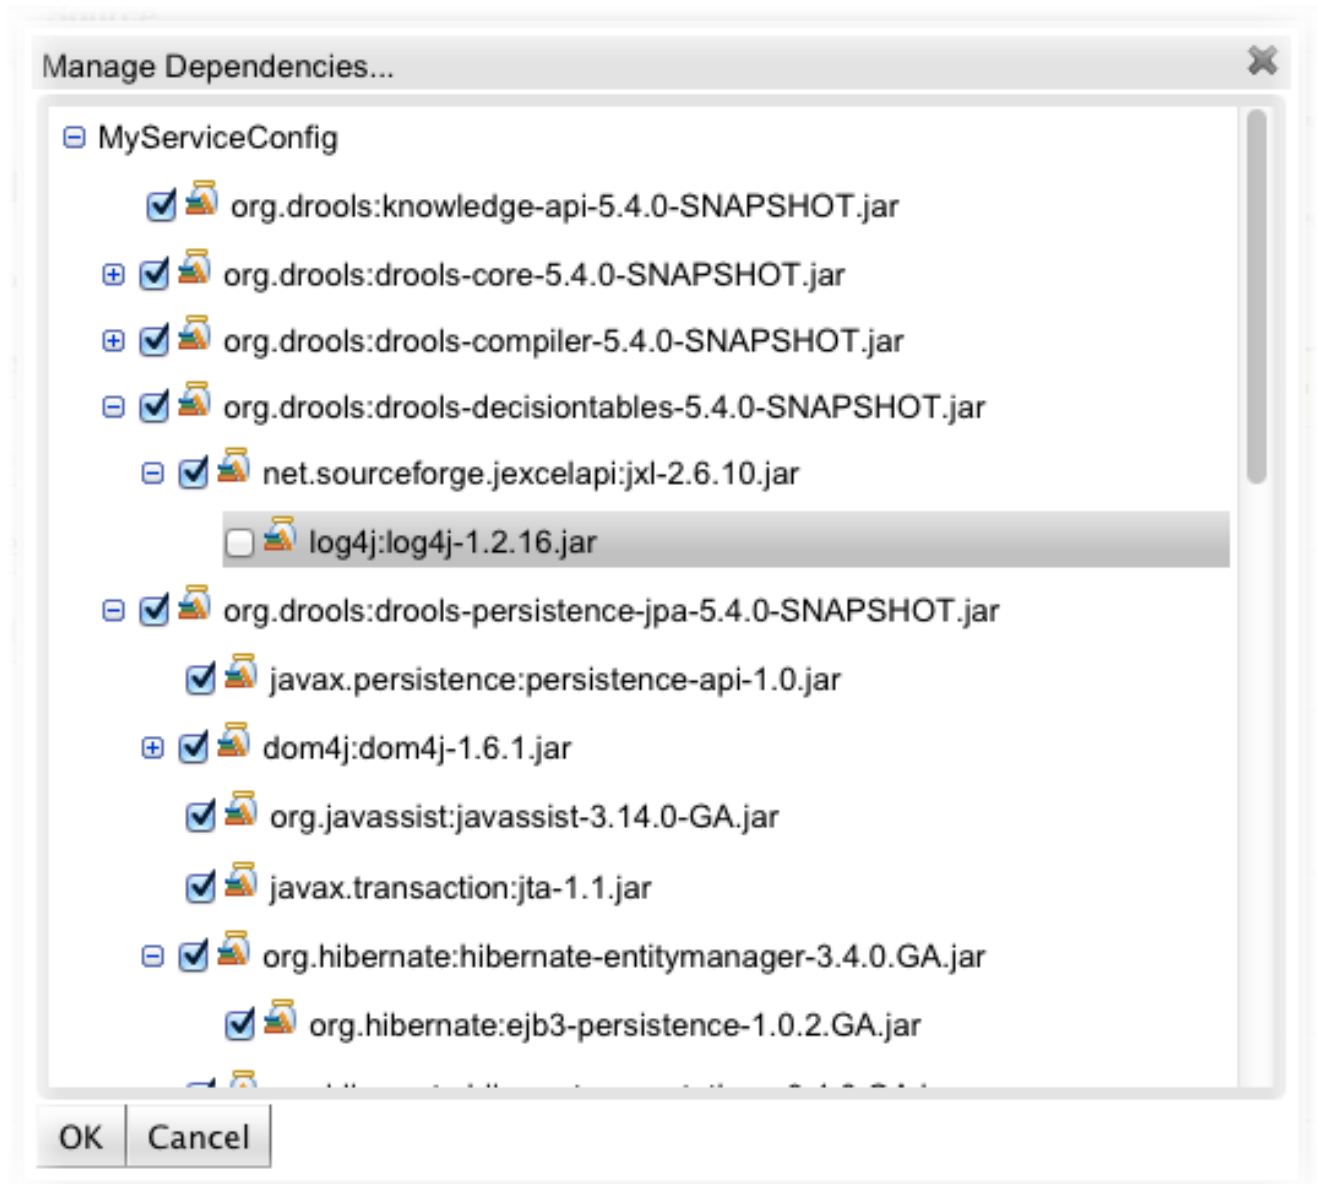 Manage Dependencies...
MyServiceConfig
org.drools:knowledge-api-5.4.0-SNAPSHOT.jar
org.drools:drools-core-5.4.0-SNAPSHOT.jar
org.drools:drools-compiler-5.4.0-SNAPSHOT.jar
org.drools:drools-decisiontables-5.4.0-SNAPSHOT.jar
net.sourceforge.jexcelapi:jxl-2.6.10.jar
log4j:log4j-1.2.16.jar
org.drools:drools-persistence-jpa-5.4.0-SNAPSHOT.jar
javax.persistence:persistence-api-1.0.jar
dom4j:dom4j-1.6.1.jar
org.javassist:javassist-3.14.0-GA.jar
javax.transaction:jta-1.1.jar
org.hibernate:hibernate-entitymanager-3.4.0.GA.jar
org.hibernate:ejb3-persistence-1.0.2.GA.jar
OK Cancel